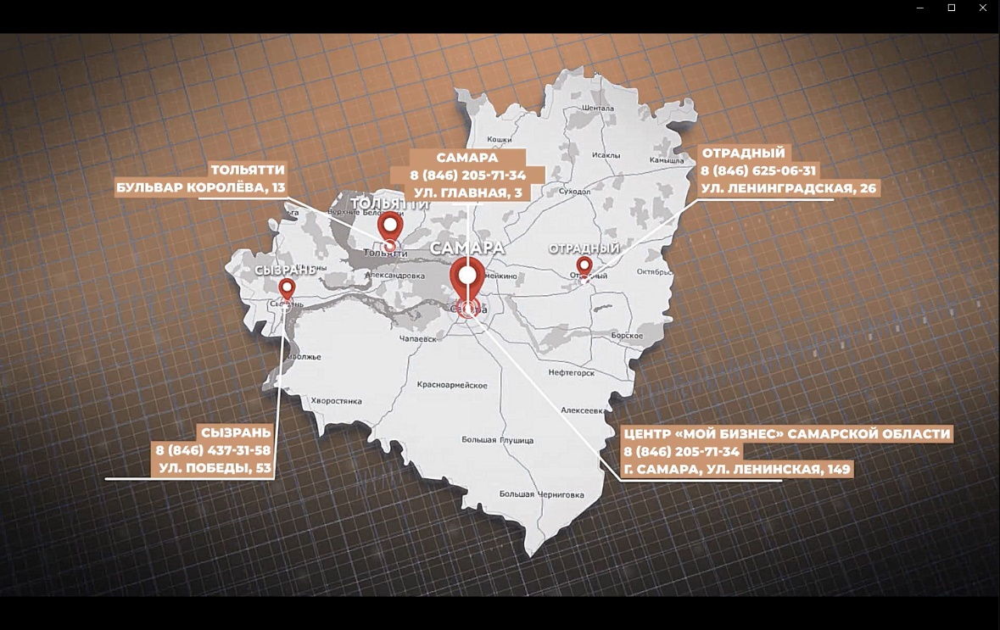 Шентала
Кошки
ОТРАДНЫЙ
8 (846) 625-06-31
УЛ. ЛЕНИНГРАДСКАЯ, 26
САМАРА
8 (846) 205-71-34
УЛ. ГЛАВНАЯ, 3
Исаклы
Камышла
ТОЛЬЯТТИ
БУЛЬВАР КОРОЛЁВА, 13
Суходол
ТОЛЬЯТТИ
Верхние
Тольятти
САМАРА
ОТРАДНЫЙ
СЫЗРАНЬ
Александровка
Октябрьс
Чапаевск
Борское
Нефтегорск
Красноармейское
Хворостянка
Алексеевка
СЫЗРАНЬ
8 (846) 437-31-58
УЛ. ПОБЕДЫ, 53
Большая Глушица
ЦЕНТР «МОЙ БИЗНЕС» САМАРСКОЙ ОБЛАСТИ
8 (846) 205-71-34
Г. САМАРА, УЛ. ЛЕНИНСКАЯ, 149
Большая Черниговка